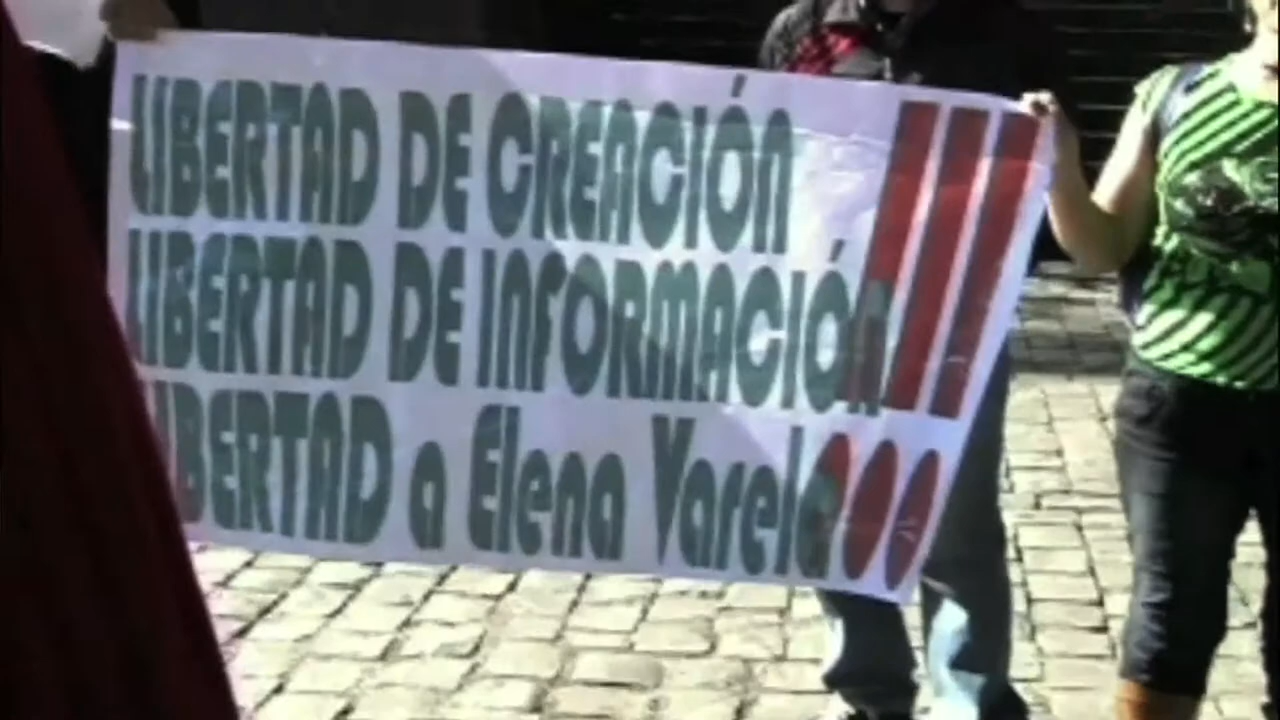 LIBERTAD DE CREACIÓN
LIBERTAD DE INFORMACIÓN
LIBERTAD a Elena Varela!!!